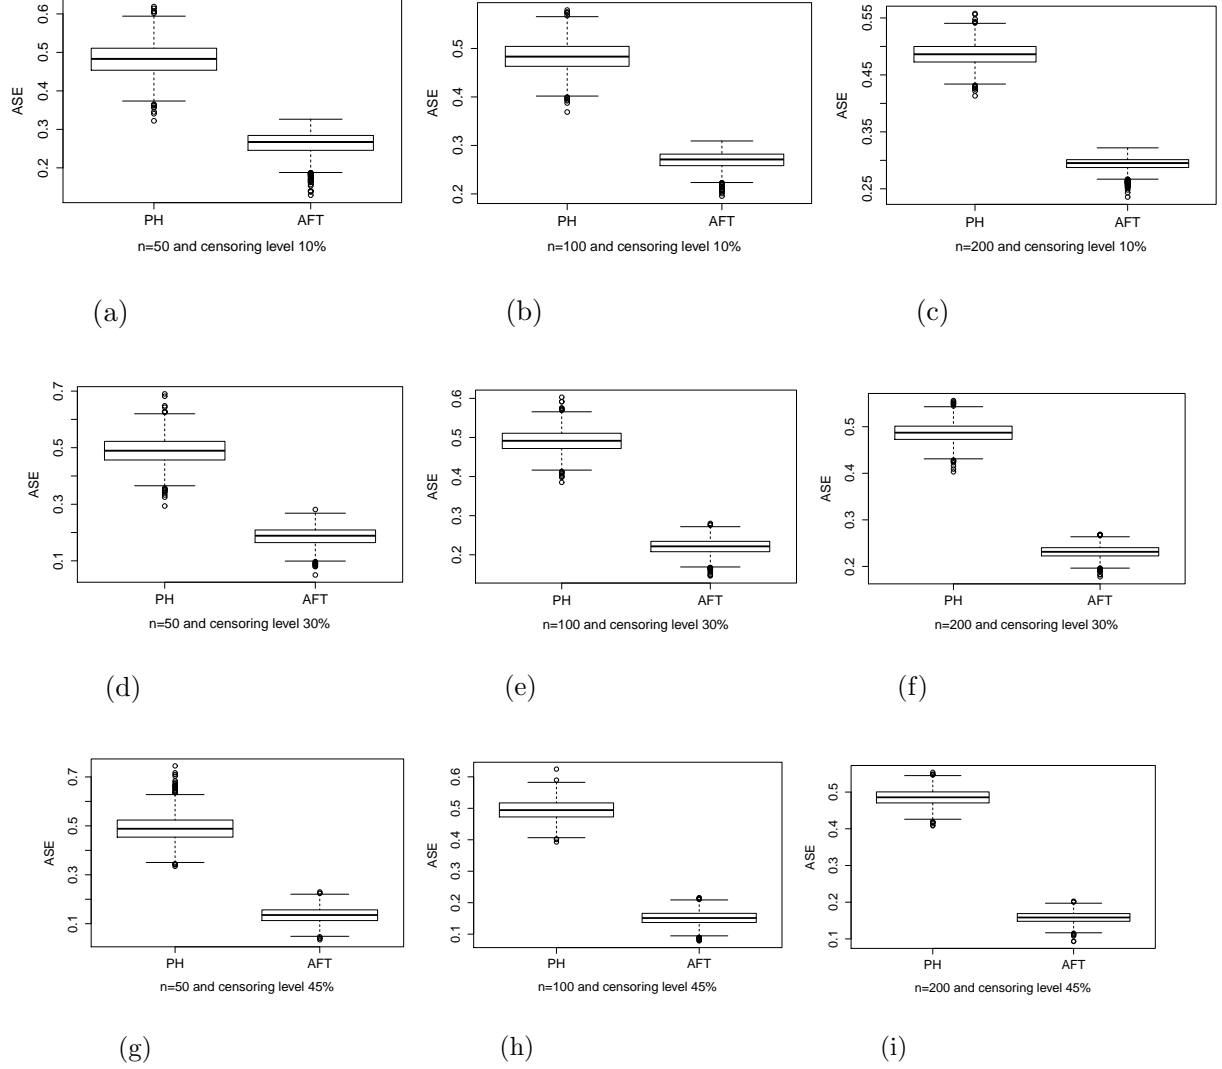 ASE
0.2 0.3 0.4 0.5 0.6
PH AFT
n=50 and censoring level 10%
(a)
ASE
0.2 0.3 0.4 0.5
PH AFT
n=100 and censoring level 10%
(b)
ASE
0.25 0.35 0.45 0.55
PH AFT
n=200 and censoring level 10%
(c)
ASE
0.1 0.3 0.5 0.7
PH AFT
n=50 and censoring level 30%
(d)
ASE
0.2 0.3 0.4 0.5 0.6
PH AFT
n=100 and censoring level 30%
(e)
ASE
0.2 0.3 0.4 0.5
PH AFT
n=200 and censoring level 30%
(f)
ASE
0.1 0.3 0.5 0.7
PH AFT
n=50 and censoring level 45%
(g)
ASE
0.1 0.2 0.3 0.4 0.5 0.6
PH AFT
n=100 and censoring level 45%
(h)
ASE
0.1 0.2 0.3 0.4 0.5
PH AFT
n=200 and censoring level 45%
(i)